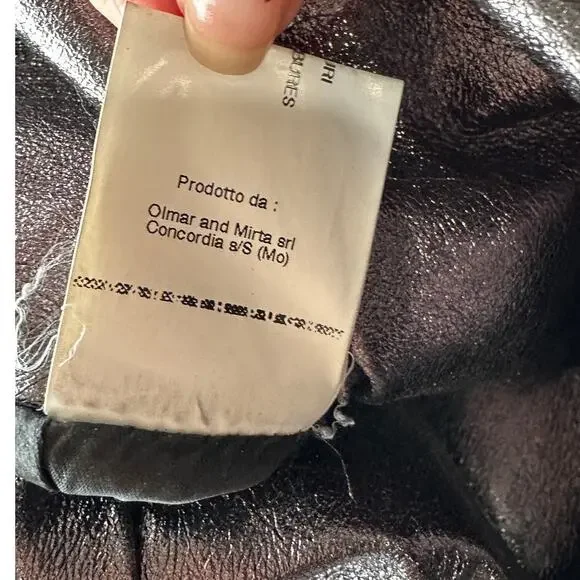 Prodotto da :
Olmar and Mirta srl
Concordia s/S (Mo)